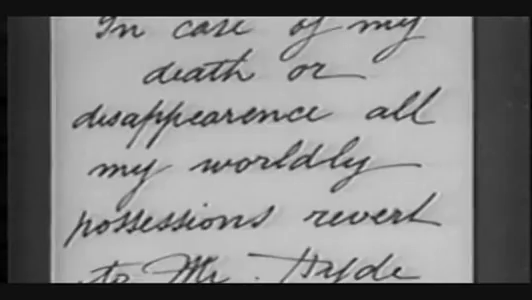 In case of my
death or
disappearence all
my worldly
possessions revert
to Mr. Hyde